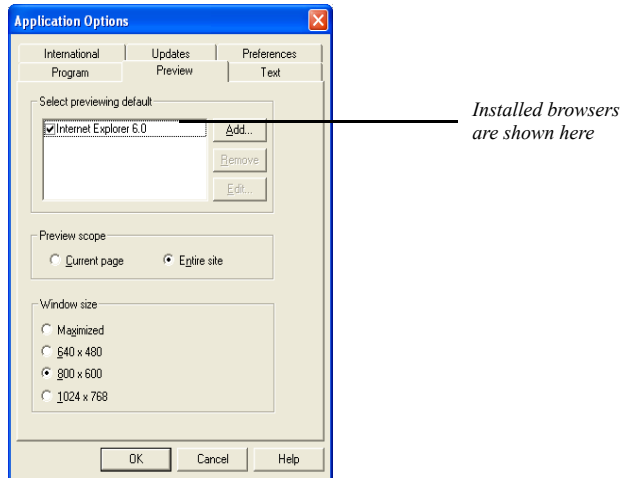 Application Options
International Updates Preferences
Program Preview Text
Select previewing default
Internet Explorer 6.0
Add...
Remove
Edit...
Installed browsers
are shown here
Preview scope
Current page Entire site
Window size
Maximized
640 x 480
800 x 600
1024 x 768
OK Cancel Help